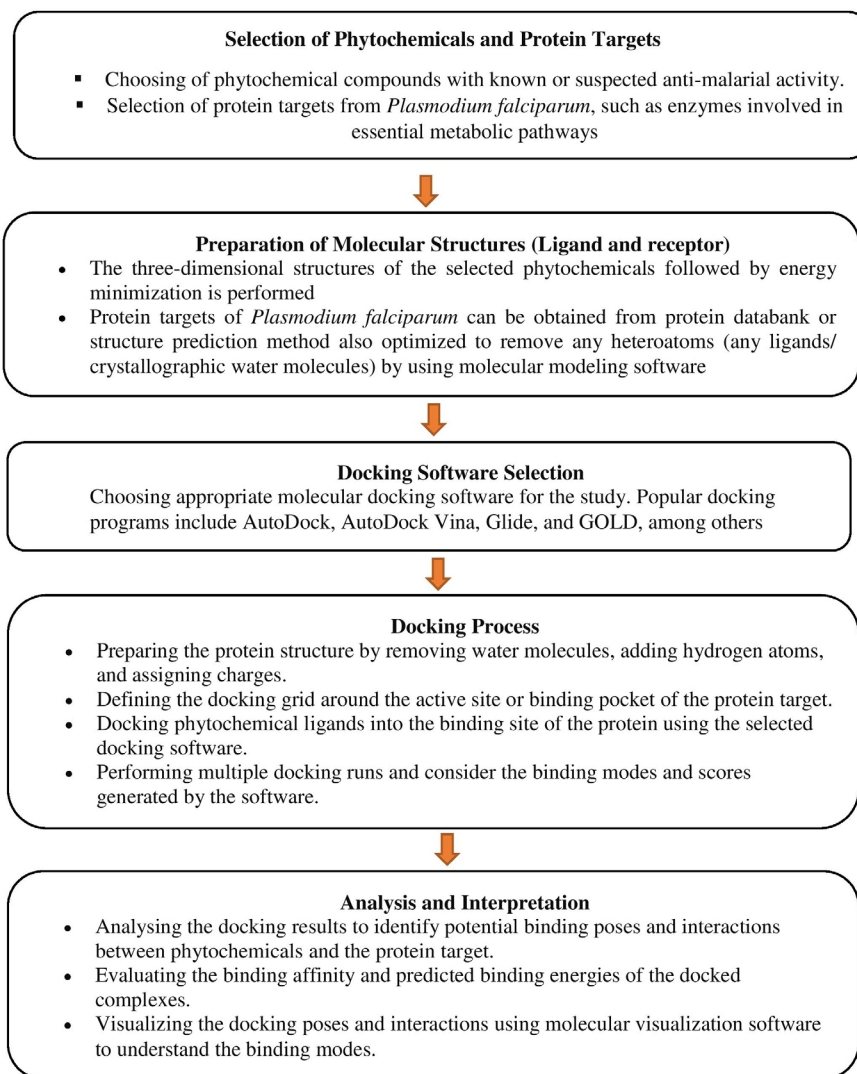 Selection of Phytochemicals and Protein Targets
▪ Choosing of phytochemical compounds with known or suspected anti-malarial activity.
▪ Selection of protein targets from Plasmodium falciparum, such as enzymes involved in
essential metabolic pathways
Preparation of Molecular Structures (Ligand and receptor)
• The three-dimensional structures of the selected phytochemicals followed by energy
minimization is performed
• Protein targets of Plasmodium falciparum can be obtained from protein databank or
structure prediction method also optimized to remove any heteroatoms (any ligands/
crystallographic water molecules) by using molecular modeling software
Docking Software Selection
Choosing appropriate molecular docking software for the study. Popular docking
programs include AutoDock, AutoDock Vina, Glide, and GOLD, among others
Docking Process
• Preparing the protein structure by removing water molecules, adding hydrogen atoms,
and assigning charges.
• Defining the docking grid around the active site or binding pocket of the protein target.
• Docking phytochemical ligands into the binding site of the protein using the selected
docking software.
• Performing multiple docking runs and consider the binding modes and scores
generated by the software.
Analysis and Interpretation
• Analysing the docking results to identify potential binding poses and interactions
between phytochemicals and the protein target.
• Evaluating the binding affinity and predicted binding energies of the docked
complexes.
• Visualizing the docking poses and interactions using molecular visualization software
to understand the binding modes.